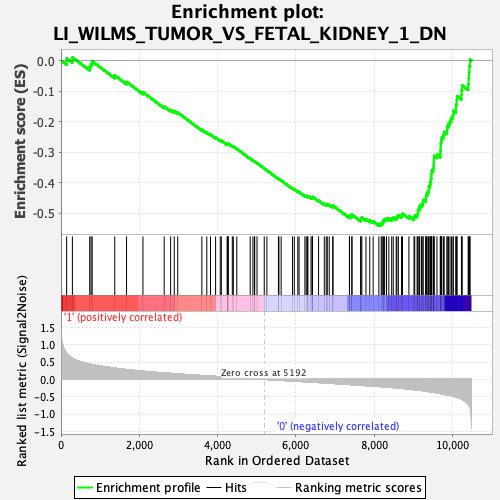 Enrichment plot:
LI_WILMS_TUMOR_VS_FETAL_KIDNEY_1_DN
Enrichment score (ES)
0.0
-0.1
-0.2
-0.3
-0.4
-0.5
'1' (positively correlated)
Ranked list metric (Signal2Noise)
1.5
1.0
0.5
0.0
-0.5
-1.0
-1.5
Zero cross at 5192
'0' (negatively correlated)
0
2,000
4,000
6,000
8,000
10,000
Rank in Ordered Dataset
Enrichment profile
Hits
Ranking metric scores